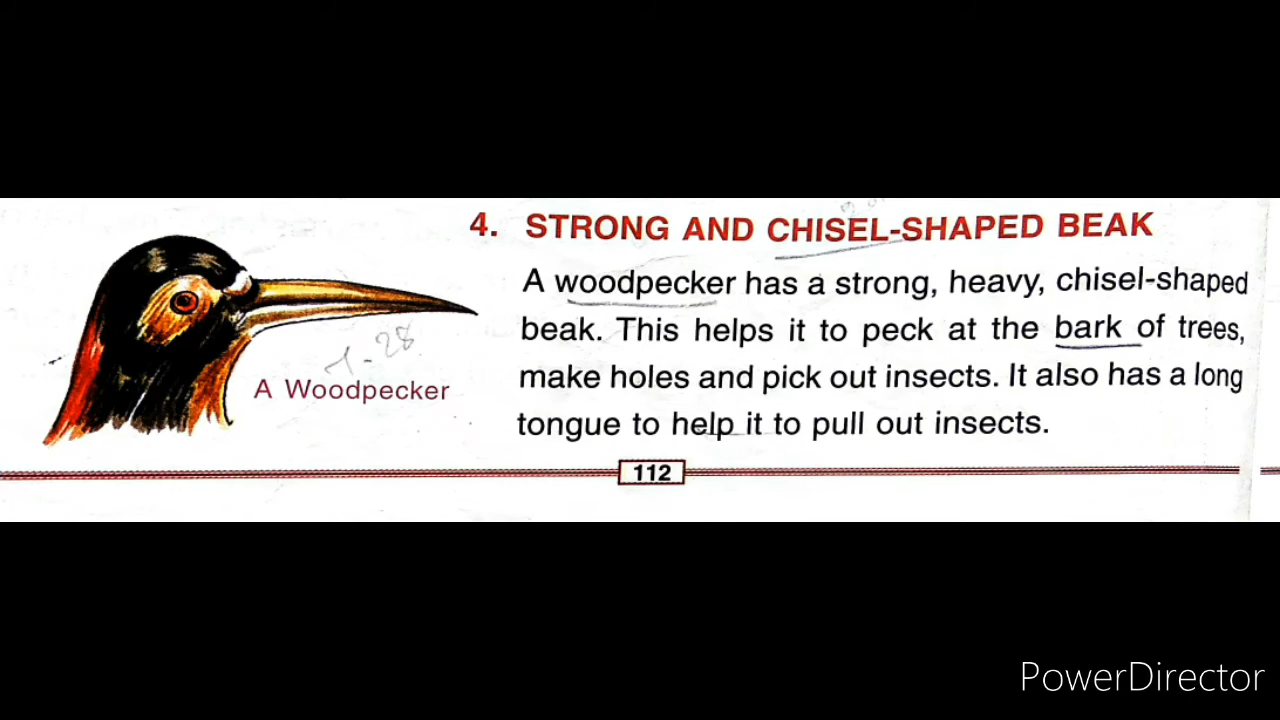 4. STRONG AND CHISEL-SHAPED BEAK
A woodpecker has a strong, heavy, chisel-shaped
beak. This helps it to peck at the bark of trees,
make holes and pick out insects. It also has a long
tongue to help it to pull out insects.
A Woodpecker
112
PowerDirector